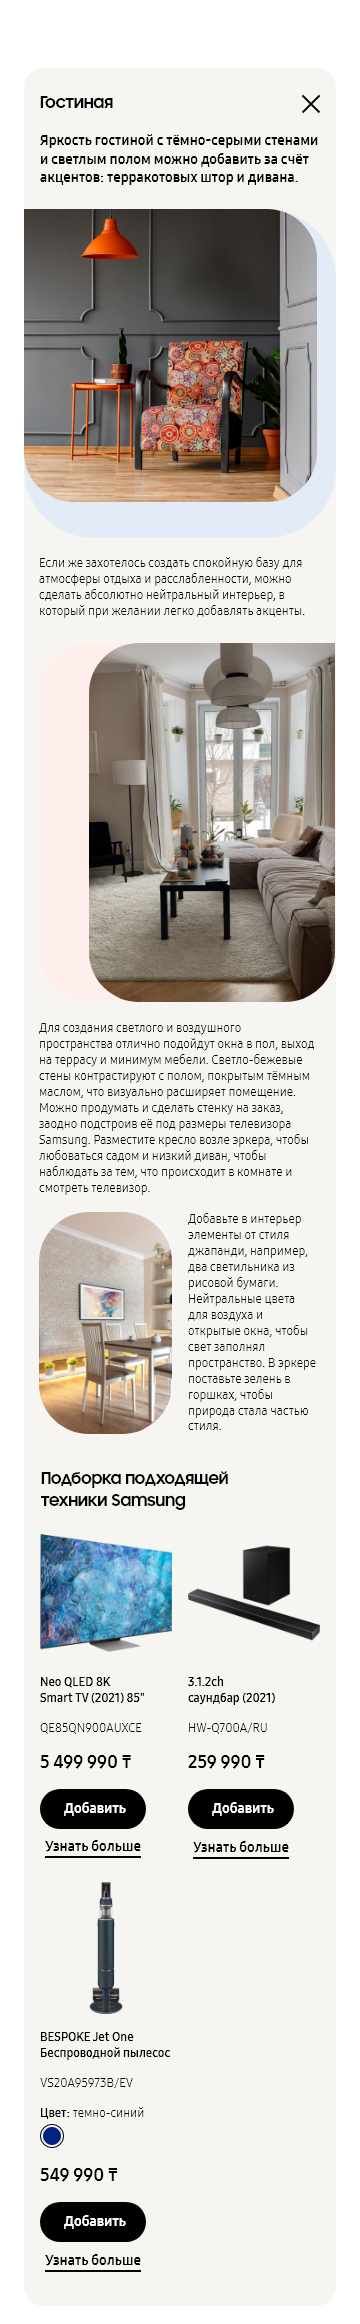 Гостиная
Яркость гостиной с тёмно-серыми стенами
и светлым полом можно добавить за счёт
акцентов: терракотовых штор и дивана.
Если же захотелось создать спокойную базу для
атмосферы отдыха и расслабленности, можно
сделать абсолютно нейтральный интерьер, в
который при желании легко добавлять акценты.
Для создания светлого и воздушного
пространства отлично подойдут окна в пол, выход
на террасу и минимум мебели. Светло-бежевые
стены контрастируют с полом, покрытым тёмным
маслом, что визуально расширяет помещение.
Можно продумать и сделать стенку на заказ,
заодно подстроив её под размеры телевизора
Samsung. Разместите кресло возле эркера, чтобы
любоваться садом и низкий диван, чтобы
наблюдать за тем, что происходит в комнате и
смотреть телевизор.
Добавьте в интерьер
элементы от стиля
джапанди, например,
два светильника из
рисовой бумаги.
Нейтральные цвета
для воздуха и
открытые окна, чтобы
свет заполнял
пространство. В эркере
поставьте зелень в
горшках, чтобы
природа стала частью
стиля.
Подборка подходящей
техники Samsung
Neo QLED 8K
Smart TV (2021) 85"
QE85QN900AUXCE
5 499 990 ₸
Добавить
Узнать больше
3.1.2ch
саундбар (2021)
HW-Q700A/RU
259 990 ₸
Добавить
Узнать больше
BESPOKE Jet One
Беспроводной пылесос
VS20A95973B/EV
Цвет: темно-синий
549 990 ₸
Добавить
Узнать больше